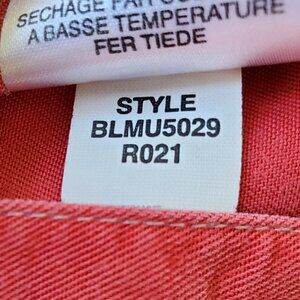 A BASSE TEMPERATURE
FER TIEDE
STYLE
BLMU5029
R021